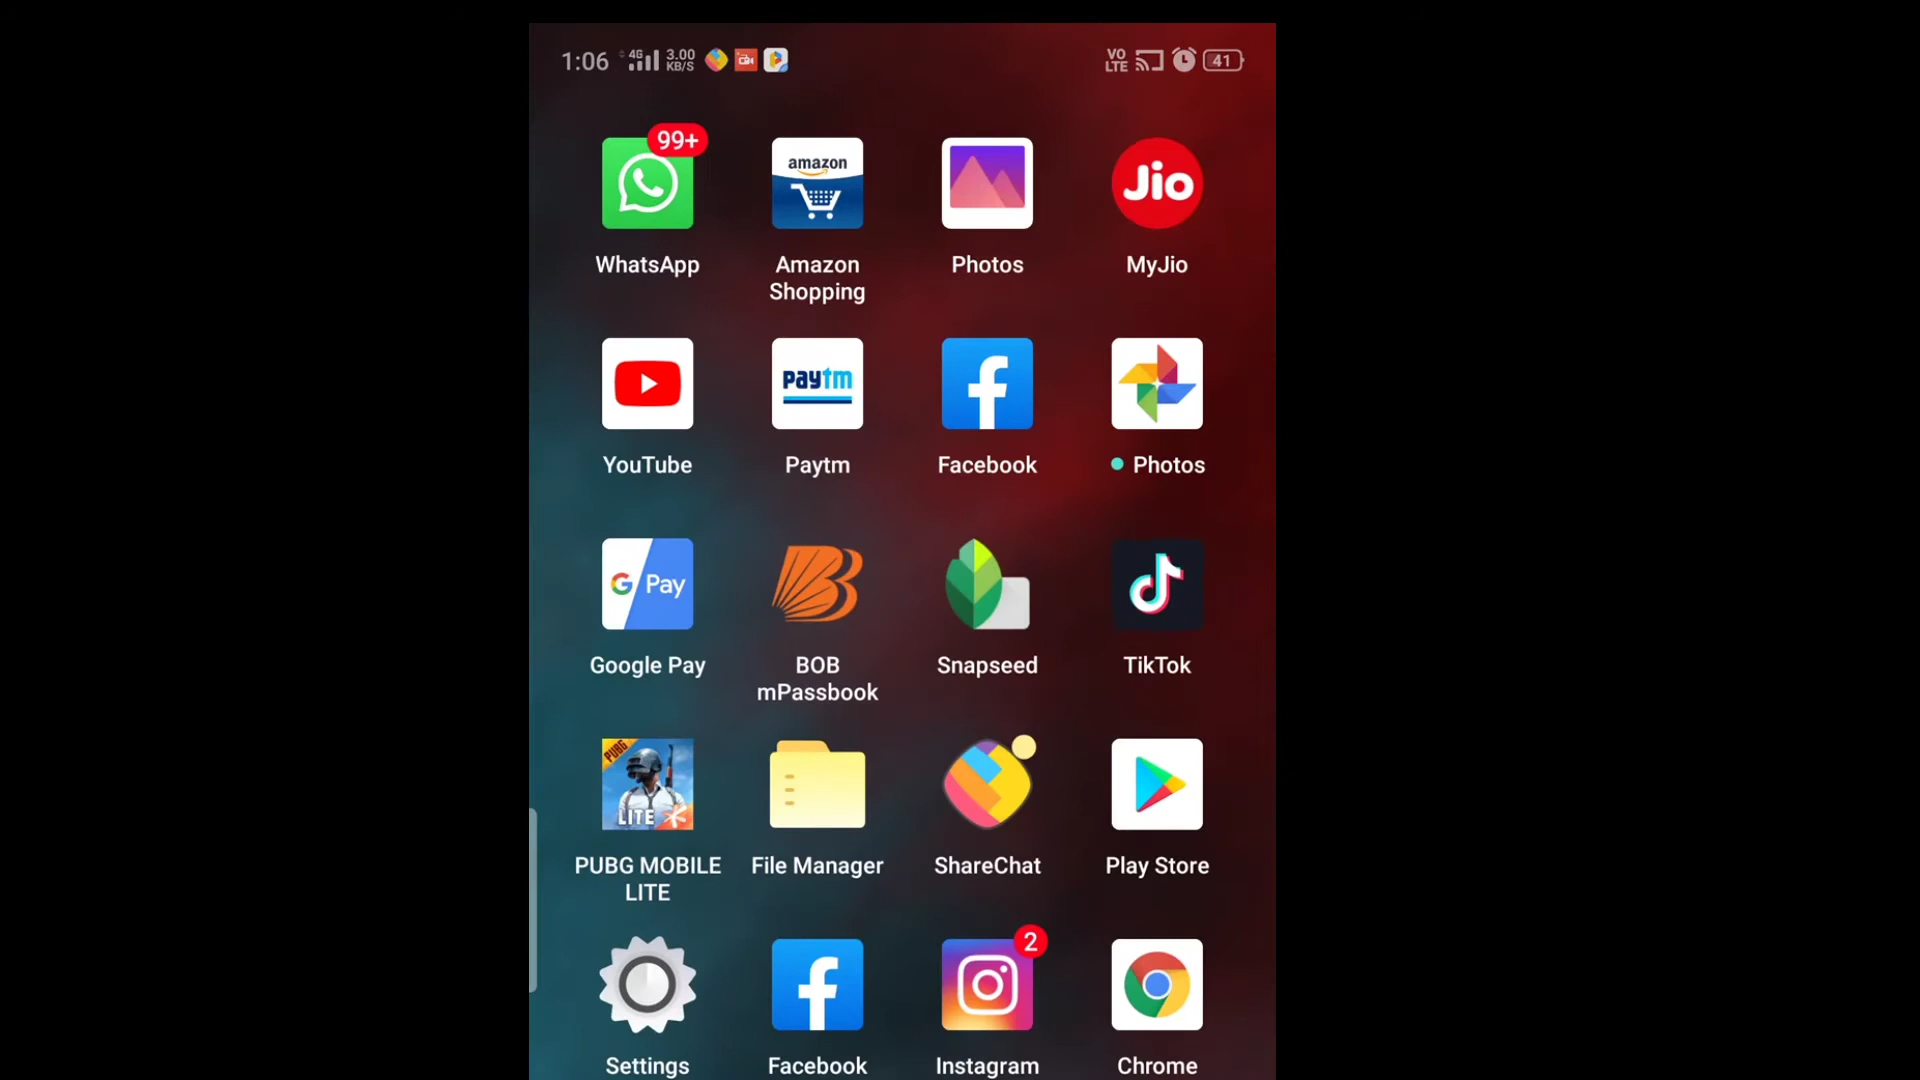 1:06 4G 3.00 KB/S VO LTE 41
99+
amazon
Jio
WhatsApp Amazon Shopping Photos MyJio
paytm
YouTube Paytm Facebook Photos
G Pay
Google Pay BOB mPassbook Snapseed TikTok
PUBG
LITE
PUBG MOBILE LITE File Manager ShareChat Play Store
2
Settings Facebook Instagram Chrome